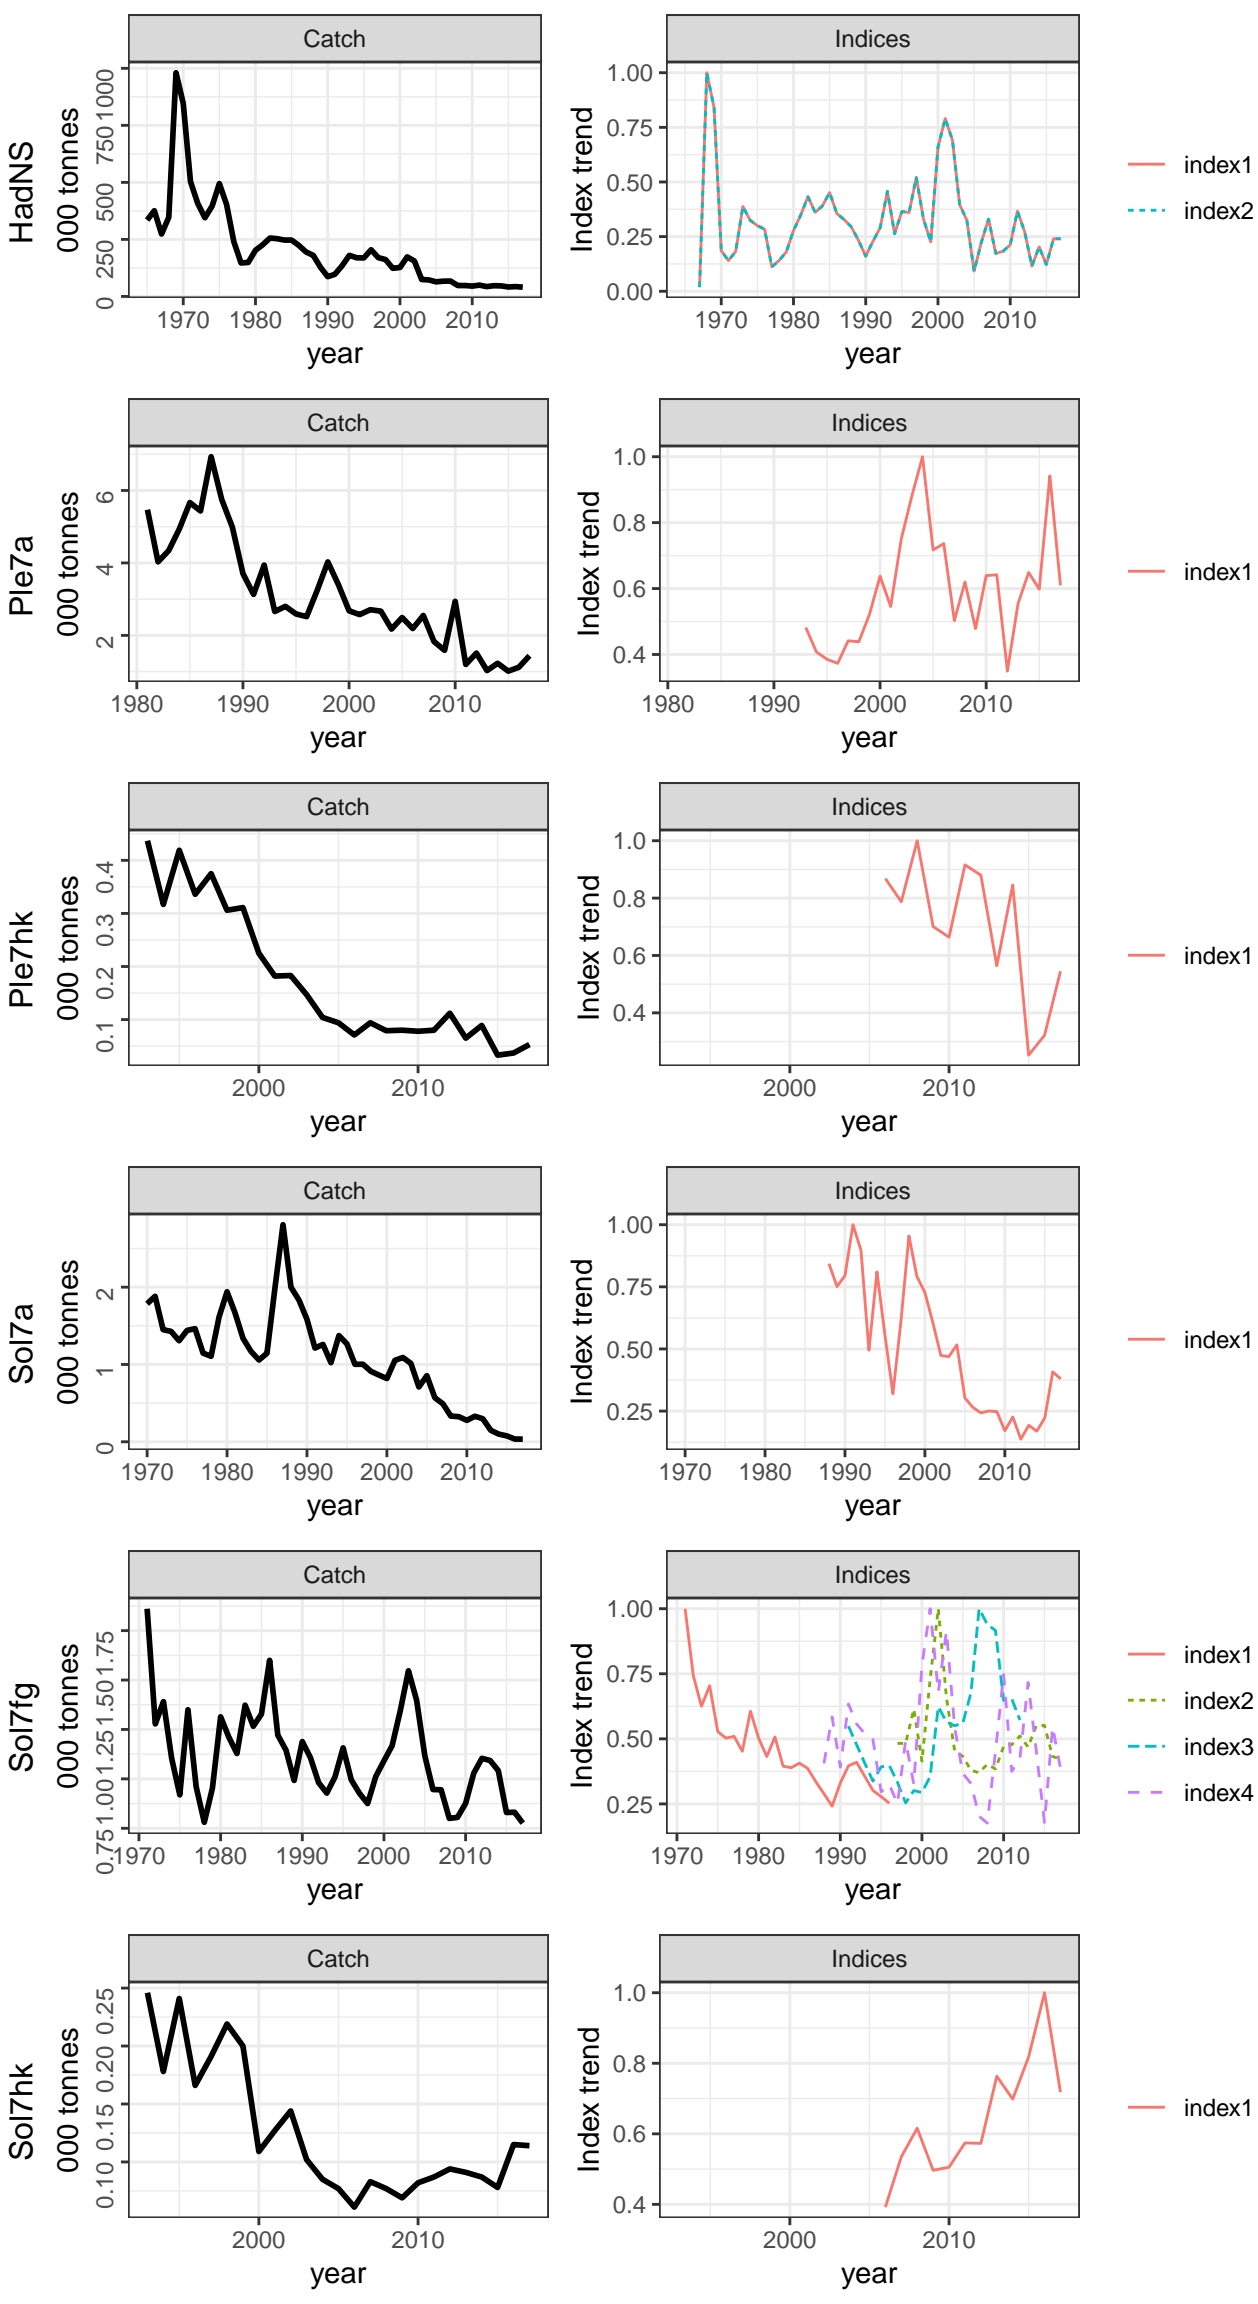 Catch
Indices
HadNS
000 tonnes
0 250 500 750 1000
1970 1980 1990 2000 2010
year
Index trend
1.00
0.75
0.50
0.25
0.00
1970 1980 1990 2000 2010
year
index1
index2
Catch
Indices
Ple7a
000 tonnes
2 4 6
1980 1990 2000 2010
year
Index trend
1.0
0.8
0.6
0.4
1980 1990 2000 2010
year
index1
Catch
Indices
Ple7hk
000 tonnes
0.1 0.2 0.3 0.4
2000 2010
year
Index trend
1.0
0.8
0.6
0.4
2000 2010
year
index1
Catch
Indices
Sol7a
000 tonnes
0 1 2
1970 1980 1990 2000 2010
year
Index trend
1.00
0.75
0.50
0.25
1970 1980 1990 2000 2010
year
index1
Catch
Indices
Sol7fg
000 tonnes
0.75 1.00 1.25 1.50 1.75
1970 1980 1990 2000 2010
year
Index trend
1.00
0.75
0.50
0.25
1970 1980 1990 2000 2010
year
index1
index2
index3
index4
Catch
Indices
Sol7hk
000 tonnes
0.10 0.15 0.20 0.25
2000 2010
year
Index trend
1.0
0.8
0.6
0.4
2000 2010
year
index1